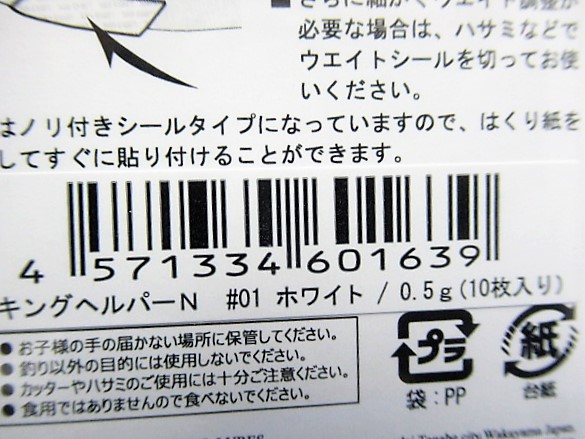 さらに細かくウエイト調整が
必要な場合は、ハサミなどで
ウエイトシールを切ってお使
いください。
はノリ付きシールタイプになっていますので、はくり紙を
してすぐに貼り付けることができます。
4 571334 601639
キングヘルパーN #01 ホワイト / 0.5g(10枚入り)
● お子様の手の届かない場所に保管してください。
● 釣り以外の目的には使用しないでください。
● カッターやハサミのご使用には十分ご注意ください。
● 食用ではありませんので食べないでください。
プラ
袋:PP
紙
台紙
Tanabe city, Wakayama Japan